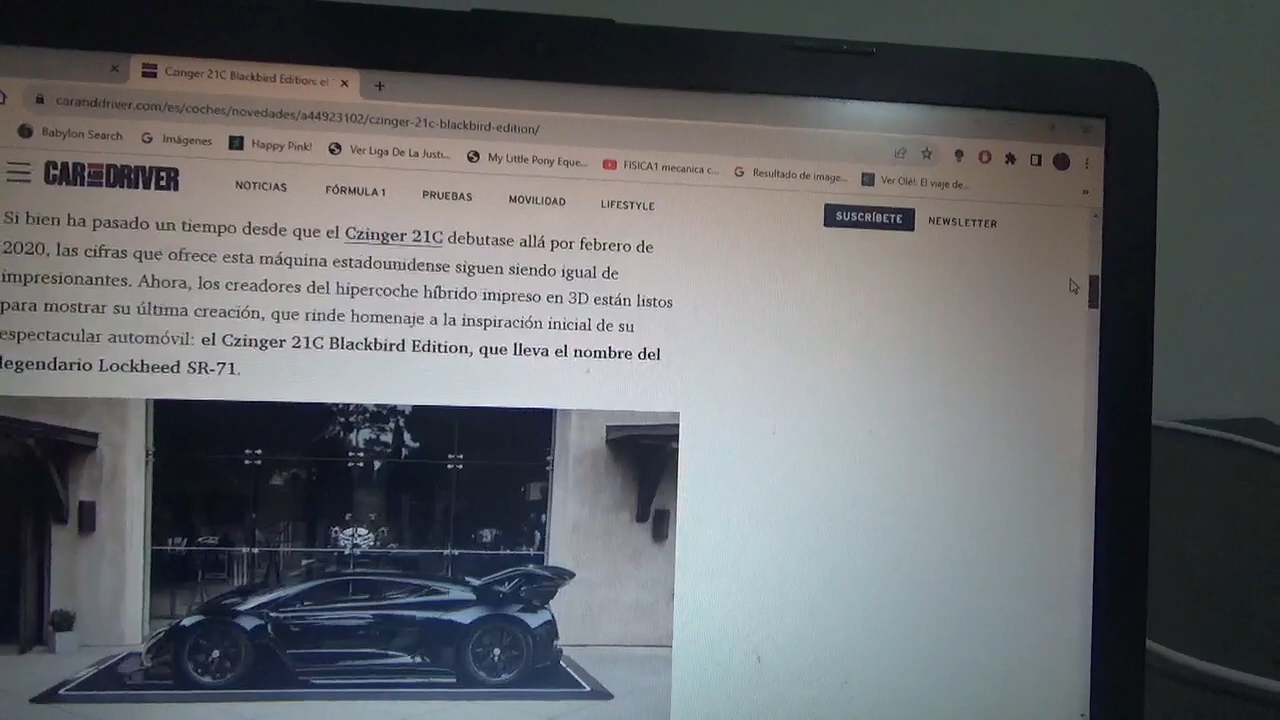 Czinger 21C Blackbird Edition: el
caranddriver.com/es/coches/novedades/a44923102/czinger-21c-blackbird-edition/
Babylon Search Imágenes Happy Pink! Ver Liga De La Justi... My Little Pony Eque... FISICA1 mecanica c... Resultado de image... Ver Olé!. El viaje de...
CAR AND DRIVER NOTICIAS FÓRMULA 1 PRUEBAS MOVILIDAD LIFESTYLE SUSCRÍBETE NEWSLETTER
Si bien ha pasado un tiempo desde que el Czinger 21C debutase allá por febrero de
2020, las cifras que ofrece esta máquina estadounidense siguen siendo igual de
impresionantes. Ahora, los creadores del hipercoche híbrido impreso en 3D están listos
para mostrar su última creación, que rinde homenaje a la inspiración inicial de su
espectacular automóvil: el Czinger 21C Blackbird Edition, que lleva el nombre del
legendario Lockheed SR-71.